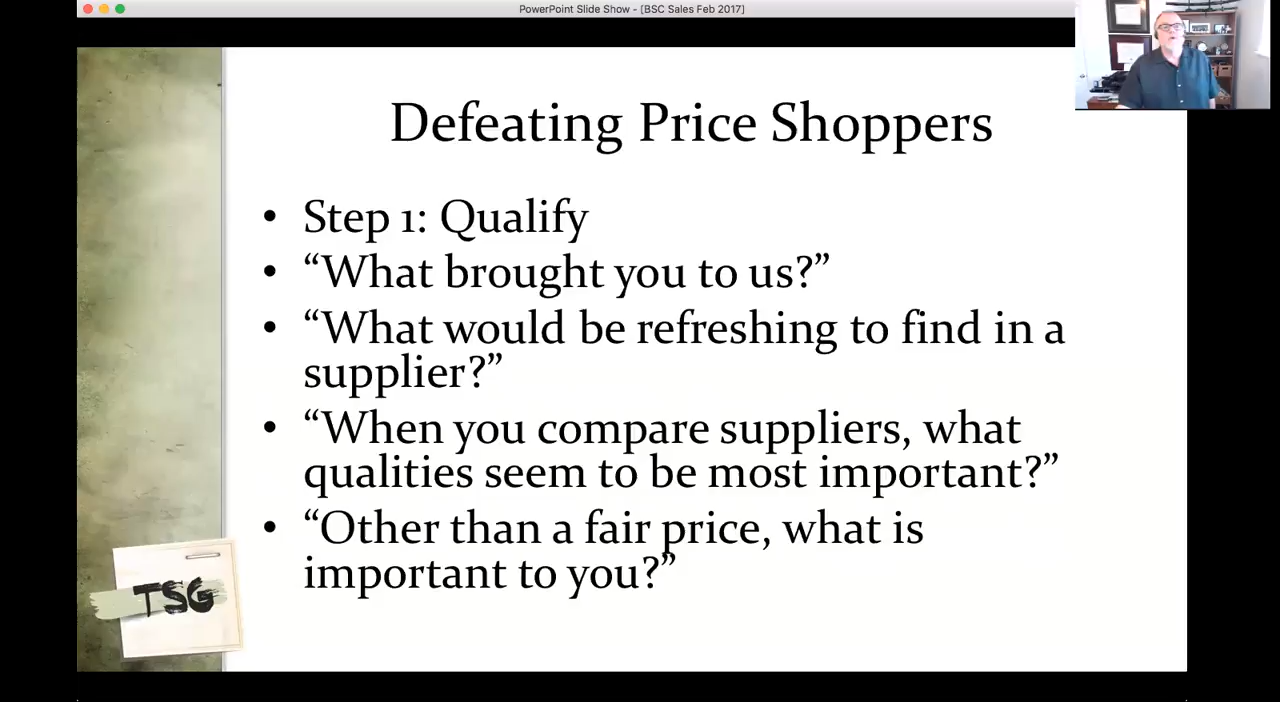 PowerPoint Slide Show - [BSC Sales Feb 2017]
Defeating Price Shoppers
• Step 1: Qualify
• “What brought you to us?”
• “What would be refreshing to find in a
supplier?”
• “When you compare suppliers, what
qualities seem to be most important?”
• “Other than a fair price, what is
important to you?”
TSG